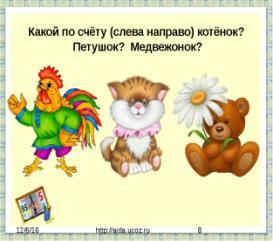 Какой по счёту (слева направо) котёнок?
Петушок? Медвежонок?
12/6/16 http://aida.ucoz.ru 8